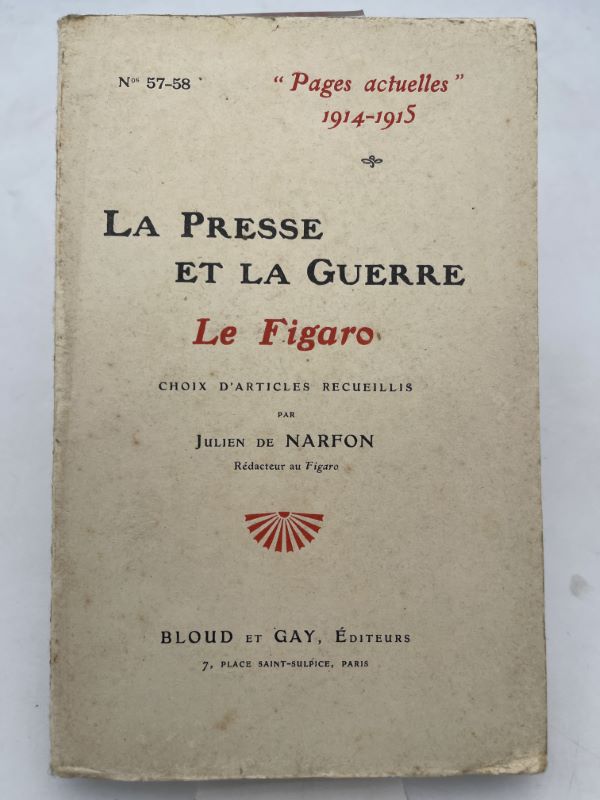 Nos 57-58
“Pages actuelles”
1914-1915
LA PRESSE
ET LA GUERRE
Le Figaro
CHOIX D'ARTICLES RECUEILLIS
PAR
JULIEN DE NARFON
Rédacteur au Figaro
BLOUD ET GAY, ÉDITEURS
7, PLACE SAINT-SULPICE, PARIS